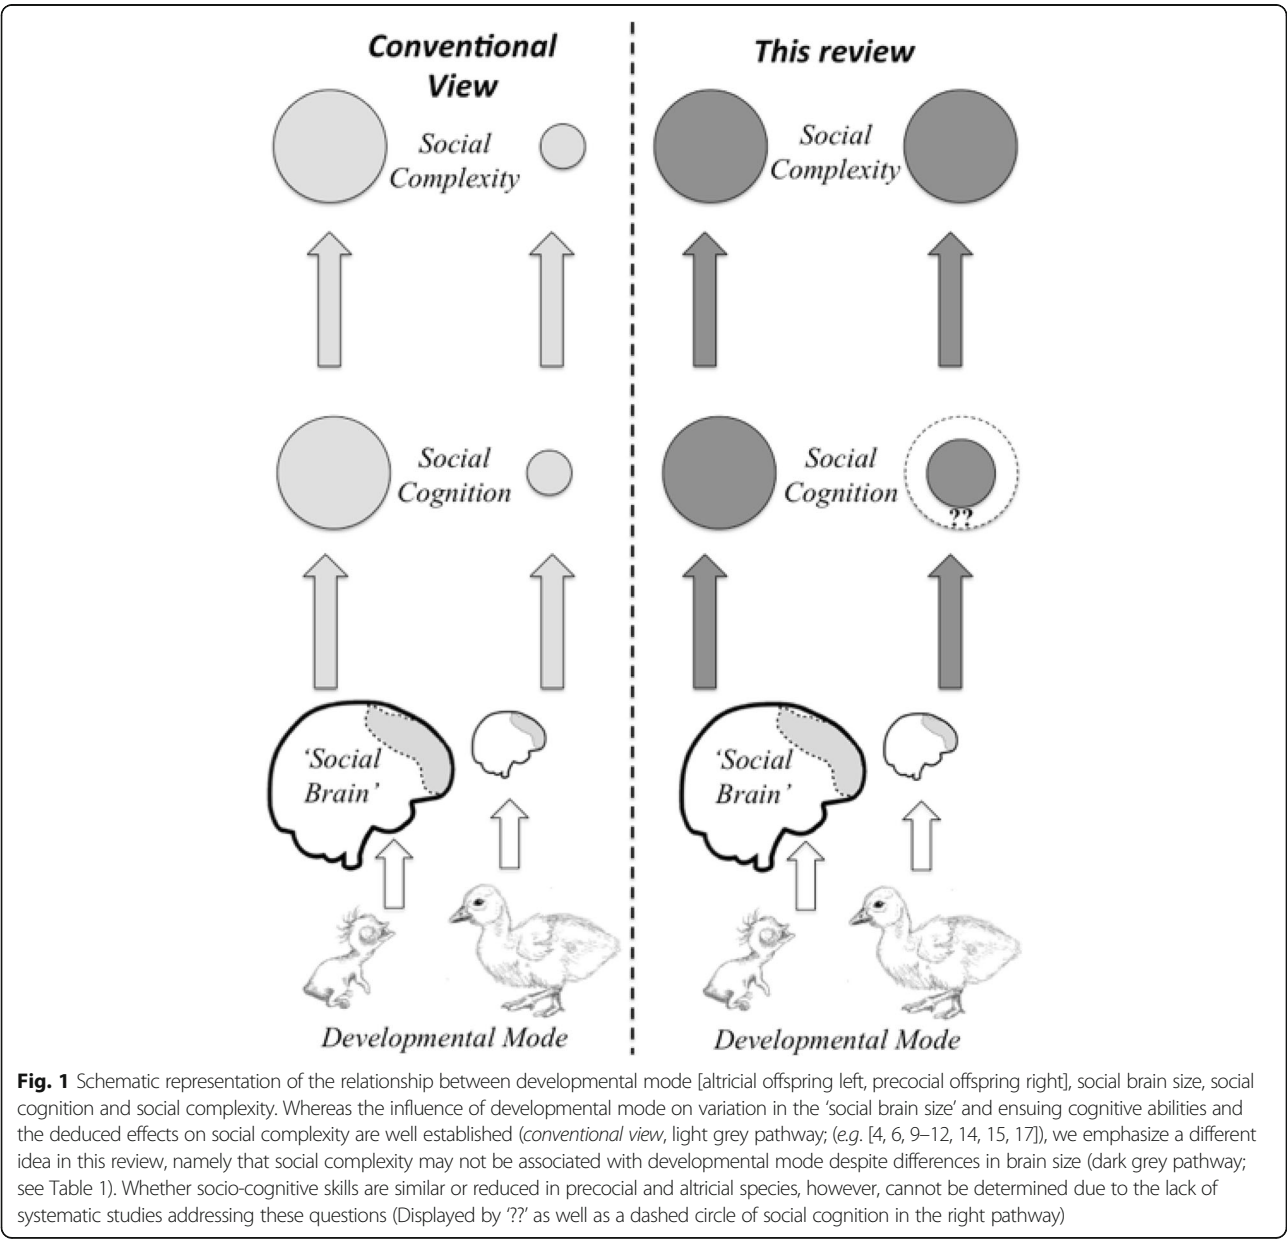 Conventional
View
This review
Social
Complexity
Social
Complexity
Social
Cognition
Social
Cognition
??
‘Social
Brain’
‘Social
Brain’
Developmental Mode
Developmental Mode
Fig. 1 Schematic representation of the relationship between developmental mode [altricial offspring left, precocial offspring right], social brain size, social
cognition and social complexity. Whereas the influence of developmental mode on variation in the ‘social brain size’ and ensuing cognitive abilities and
the deduced effects on social complexity are well established (conventional view, light grey pathway; (e.g. [4, 6, 9–12, 14, 15, 17]), we emphasize a different
idea in this review, namely that social complexity may not be associated with developmental mode despite differences in brain size (dark grey pathway;
see Table 1). Whether socio-cognitive skills are similar or reduced in precocial and altricial species, however, cannot be determined due to the lack of
systematic studies addressing these questions (Displayed by ‘??’ as well as a dashed circle of social cognition in the right pathway)